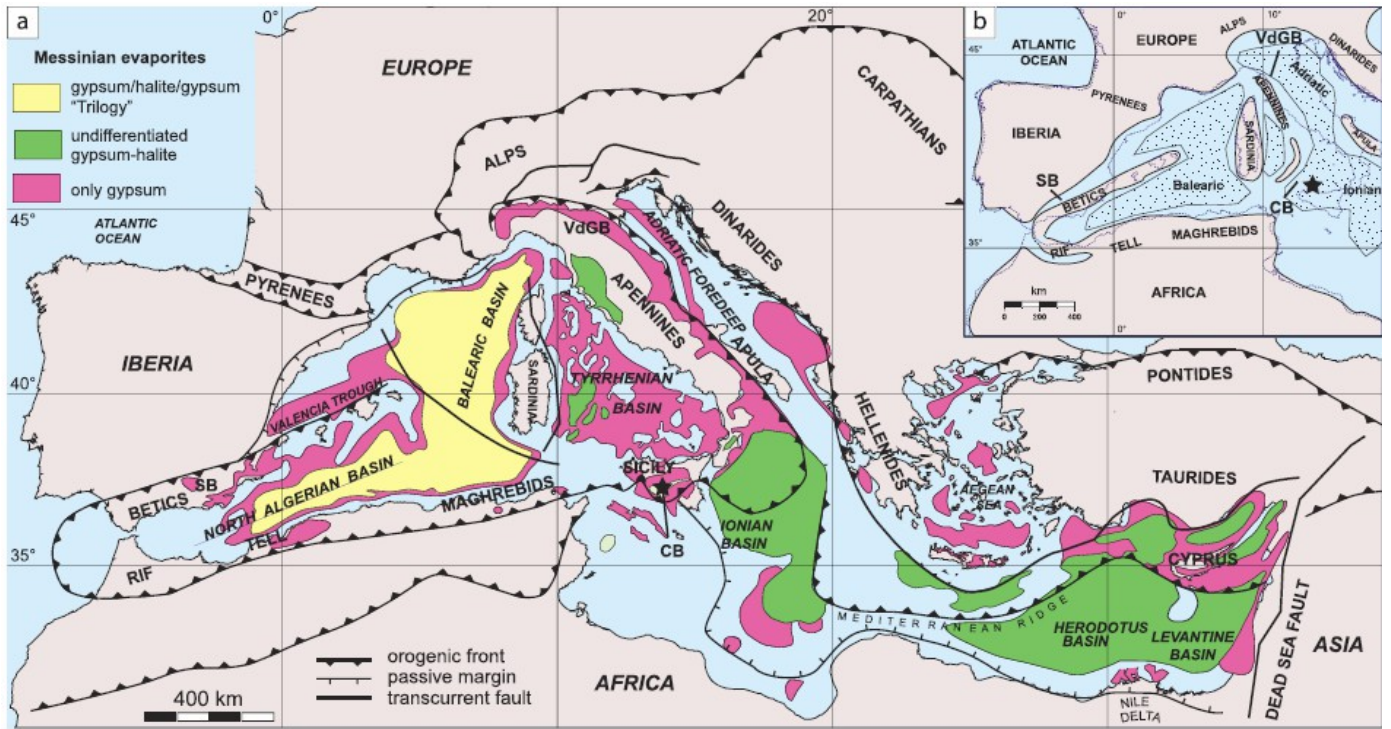 a
0°
20°
Messinian evaporites
gypsum/halite/gypsum
"Trilogy"
undifferentiated
gypsum-halite
only gypsum
EUROPE
CARPATHIANS
ALPS
45°
ATLANTIC
OCEAN
VdGB
ADRIATIC FOREDEEP
DINARIDES
PYRENEES
APENNINES
BALEARIC BASIN
IBERIA
APULA
SARDINIA
TYRRHENIAN
BASIN
40°
VALENCIA TROUGH
PONTIDES
HELLENIDES
TAURIDES
SICILY
AEGEAN
SEA
BETICS
SB
NORTH ALGERIAN BASIN
MAGHREBIDS
TELL
IONIAN
BASIN
CB
35°
RIF
CYPRUS
MEDITERRANEAN RIDGE
HERODOTUS
BASIN
LEVANTINE
BASIN
DEAD SEA FAULT
ASIA
AFRICA
NILE
DELTA
orogenic front
passive margin
transcurrent fault
400 km
b
0°
10°
ALPS
VdGB
EUROPE
DINARIDES
45°
ATLANTIC
OCEAN
Adriatic
PYRENEES
APENNINES
IBERIA
SARDINIA
APULA
SB
BETICS
Balearic
Ionian
CB
MAGHREBIDS
35°
RIF
TELL
AFRICA
km
0 200 400
0°
10°